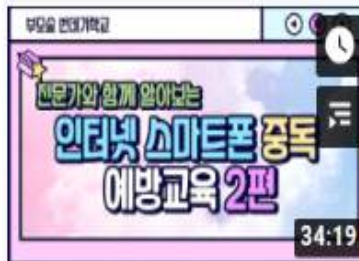 부모솔 번데기학교
전문가와 함께 알아보는
인터넷 스마트폰 중독
예방교육 2편
34:19